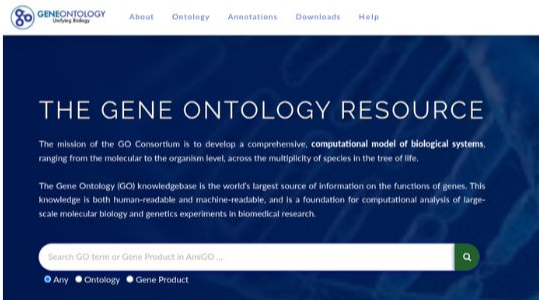 GENEONTOLOGY
Unifying Biology
About Ontology Annotations Downloads Help
THE GENE ONTOLOGY RESOURCE
The mission of the GO Consortium is to develop a comprehensive, computational model of biological systems,
ranging from the molecular to the organism level, across the multiplicity of species in the tree of life.
The Gene Ontology (GO) knowledgebase is the world's largest source of information on the functions of genes. This
knowledge is both human-readable and machine-readable, and is a foundation for computational analysis of large-
scale molecular biology and genetics experiments in biomedical research.
Search GO term or Gene Product in AmiGO ...
Any Ontology Gene Product